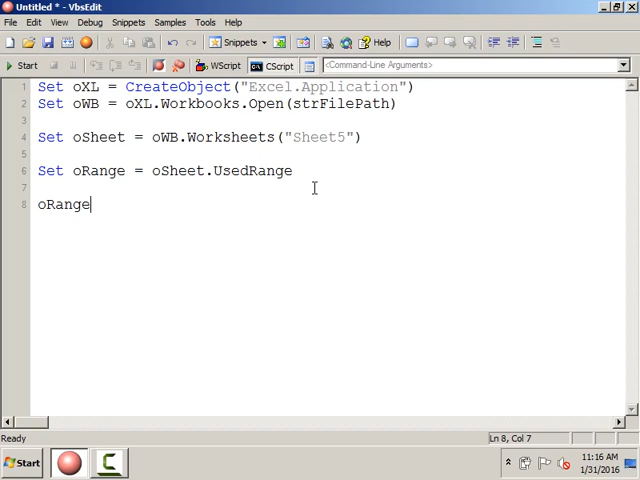 Untitled * - VbsEdit
File Edit View Debug Snippets Samples Tools Help
Snippets Help
Start WScript CScript <Command-Line Arguments>
1 Set oXL = CreateObject("Excel.Application")
2 Set oWB = oXL.Workbooks.Open(strFilePath)
3
4 Set oSheet = oWB.Worksheets("Sheet5")
5
6 Set oRange = oSheet.UsedRange
7
8 oRange
Ready Ln 8, Col 7
Start 11:16 AM
1/31/2016